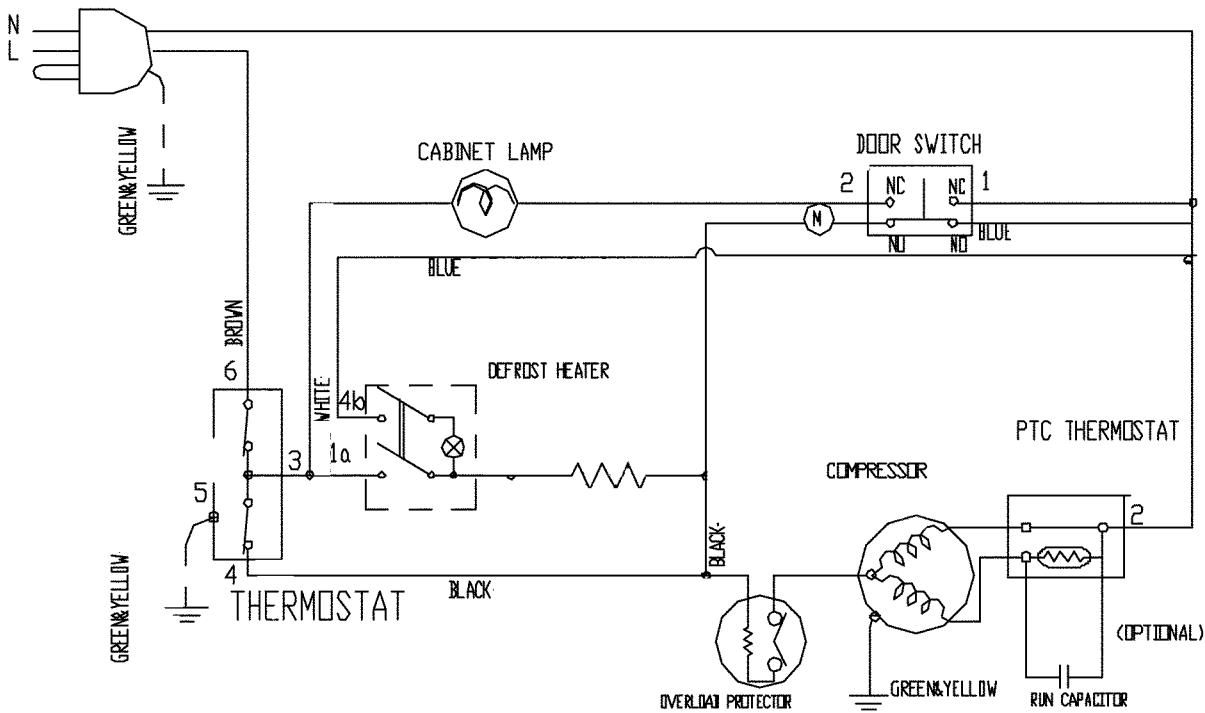 N
L
GREEN&YELLOW
CABINET LAMP
DOOR SWITCH
2
NC
NC
1
M
NO
NO
BLUE
BLUE
BROWN
6
WHITE
4b
DEFROST HEATER
1a
3
5
PTC THERMOSTAT
COMPRESSOR
2
BLACK
GREEN&YELLOW
4
THERMOSTAT
BLACK
(OPTIONAL)
OVERLOAD PROTECTOR
GREEN&YELLOW
RUN CAPACITOR